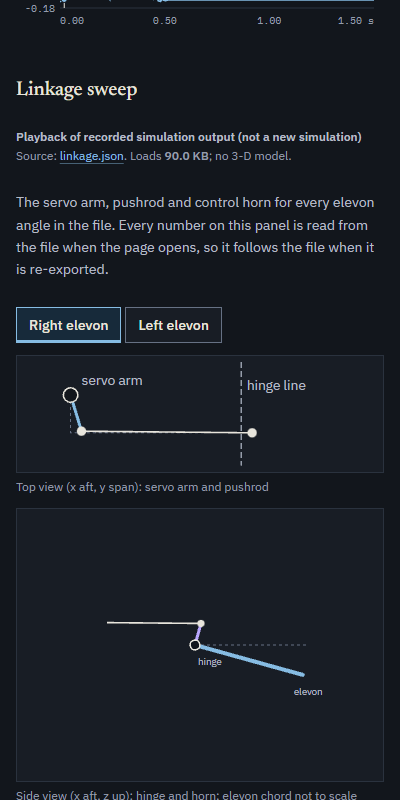 -0.18
0.00 0.50 1.00 1.50 s
Linkage sweep
Playback of recorded simulation output (not a new simulation)
Source: linkage.json. Loads 90.0 KB; no 3-D model.
The servo arm, pushrod and control horn for every elevon
angle in the file. Every number on this panel is read from
the file when the page opens, so it follows the file when it
is re-exported.
Right elevon Left elevon
servo arm
hinge line
Top view (x aft, y span): servo arm and pushrod
hinge
elevon
Side view (x aft, z up): hinge and horn; elevon chord not to scale